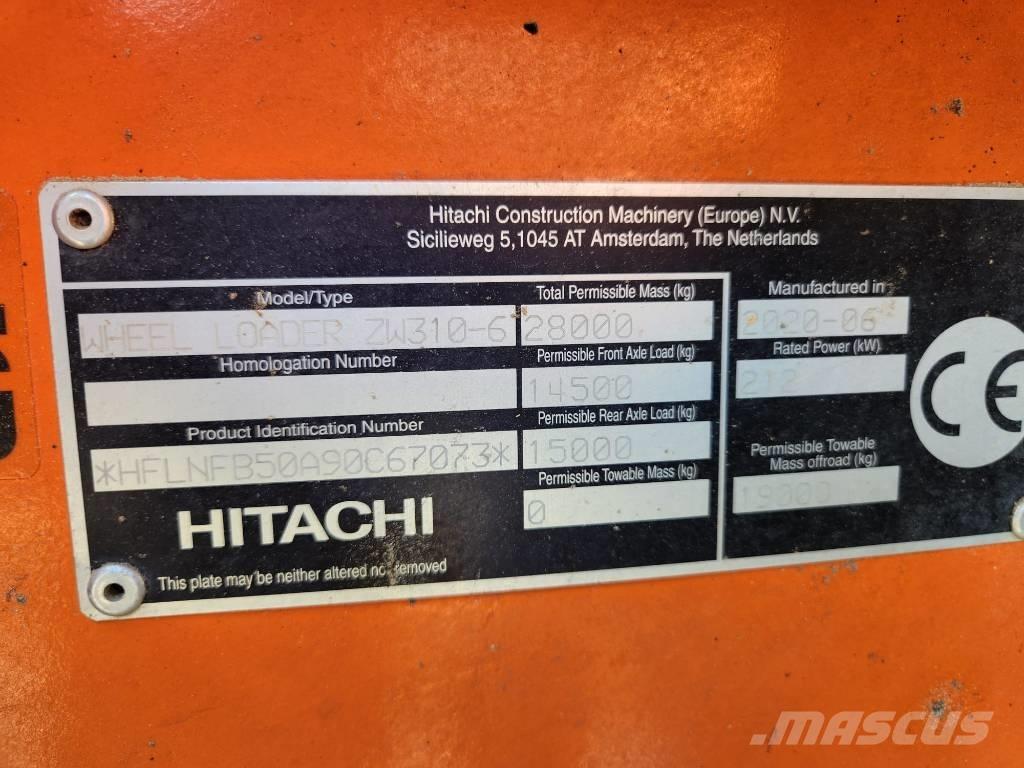 Hitachi Construction Machinery (Europe) N.V.
Sicilieweg 5,1045 AT Amsterdam, The Netherlands
Model/Type
WHEEL LOADER ZW310-6
Homologation Number
Product Identification Number
*HFLNFB50A90C67073*
HITACHI
This plate may be neither altered nor removed
Total Permissible Mass (kg)
28000
Permissible Front Axle Load (kg)
14500
Permissible Rear Axle Load (kg)
15000
Permissible Towable Mass (kg)
0
Manufactured in
2020-06
Rated Power (kW)
212
Permissible Towable
Mass offroad (kg)
19000
CE
MASCUS